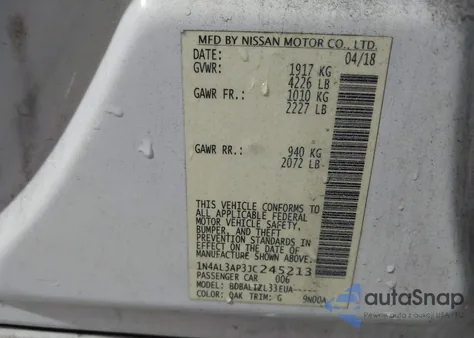 MFD BY NISSAN MOTOR CO., LTD.
DATE: 04/18
GVWR: 1917 KG
4226 LB
GAWR FR.: 1010 KG
2227 LB
GAWR RR.: 940 KG
2072 LB
THIS VEHICLE CONFORMS TO
ALL APPLICABLE FEDERAL
MOTOR VEHICLE SAFETY,
BUMPER, AND THEFT
PREVENTION STANDARDS IN
EFFECT ON THE DATE OF
MANUFACTURE SHOWN ABOVE.
1N4AL3AP3JC245213
PASSENGER CAR 006
MODEL: BDBALIZL33EUA-----
COLOR: QAK TRIM: G 9N00A
autoSnap